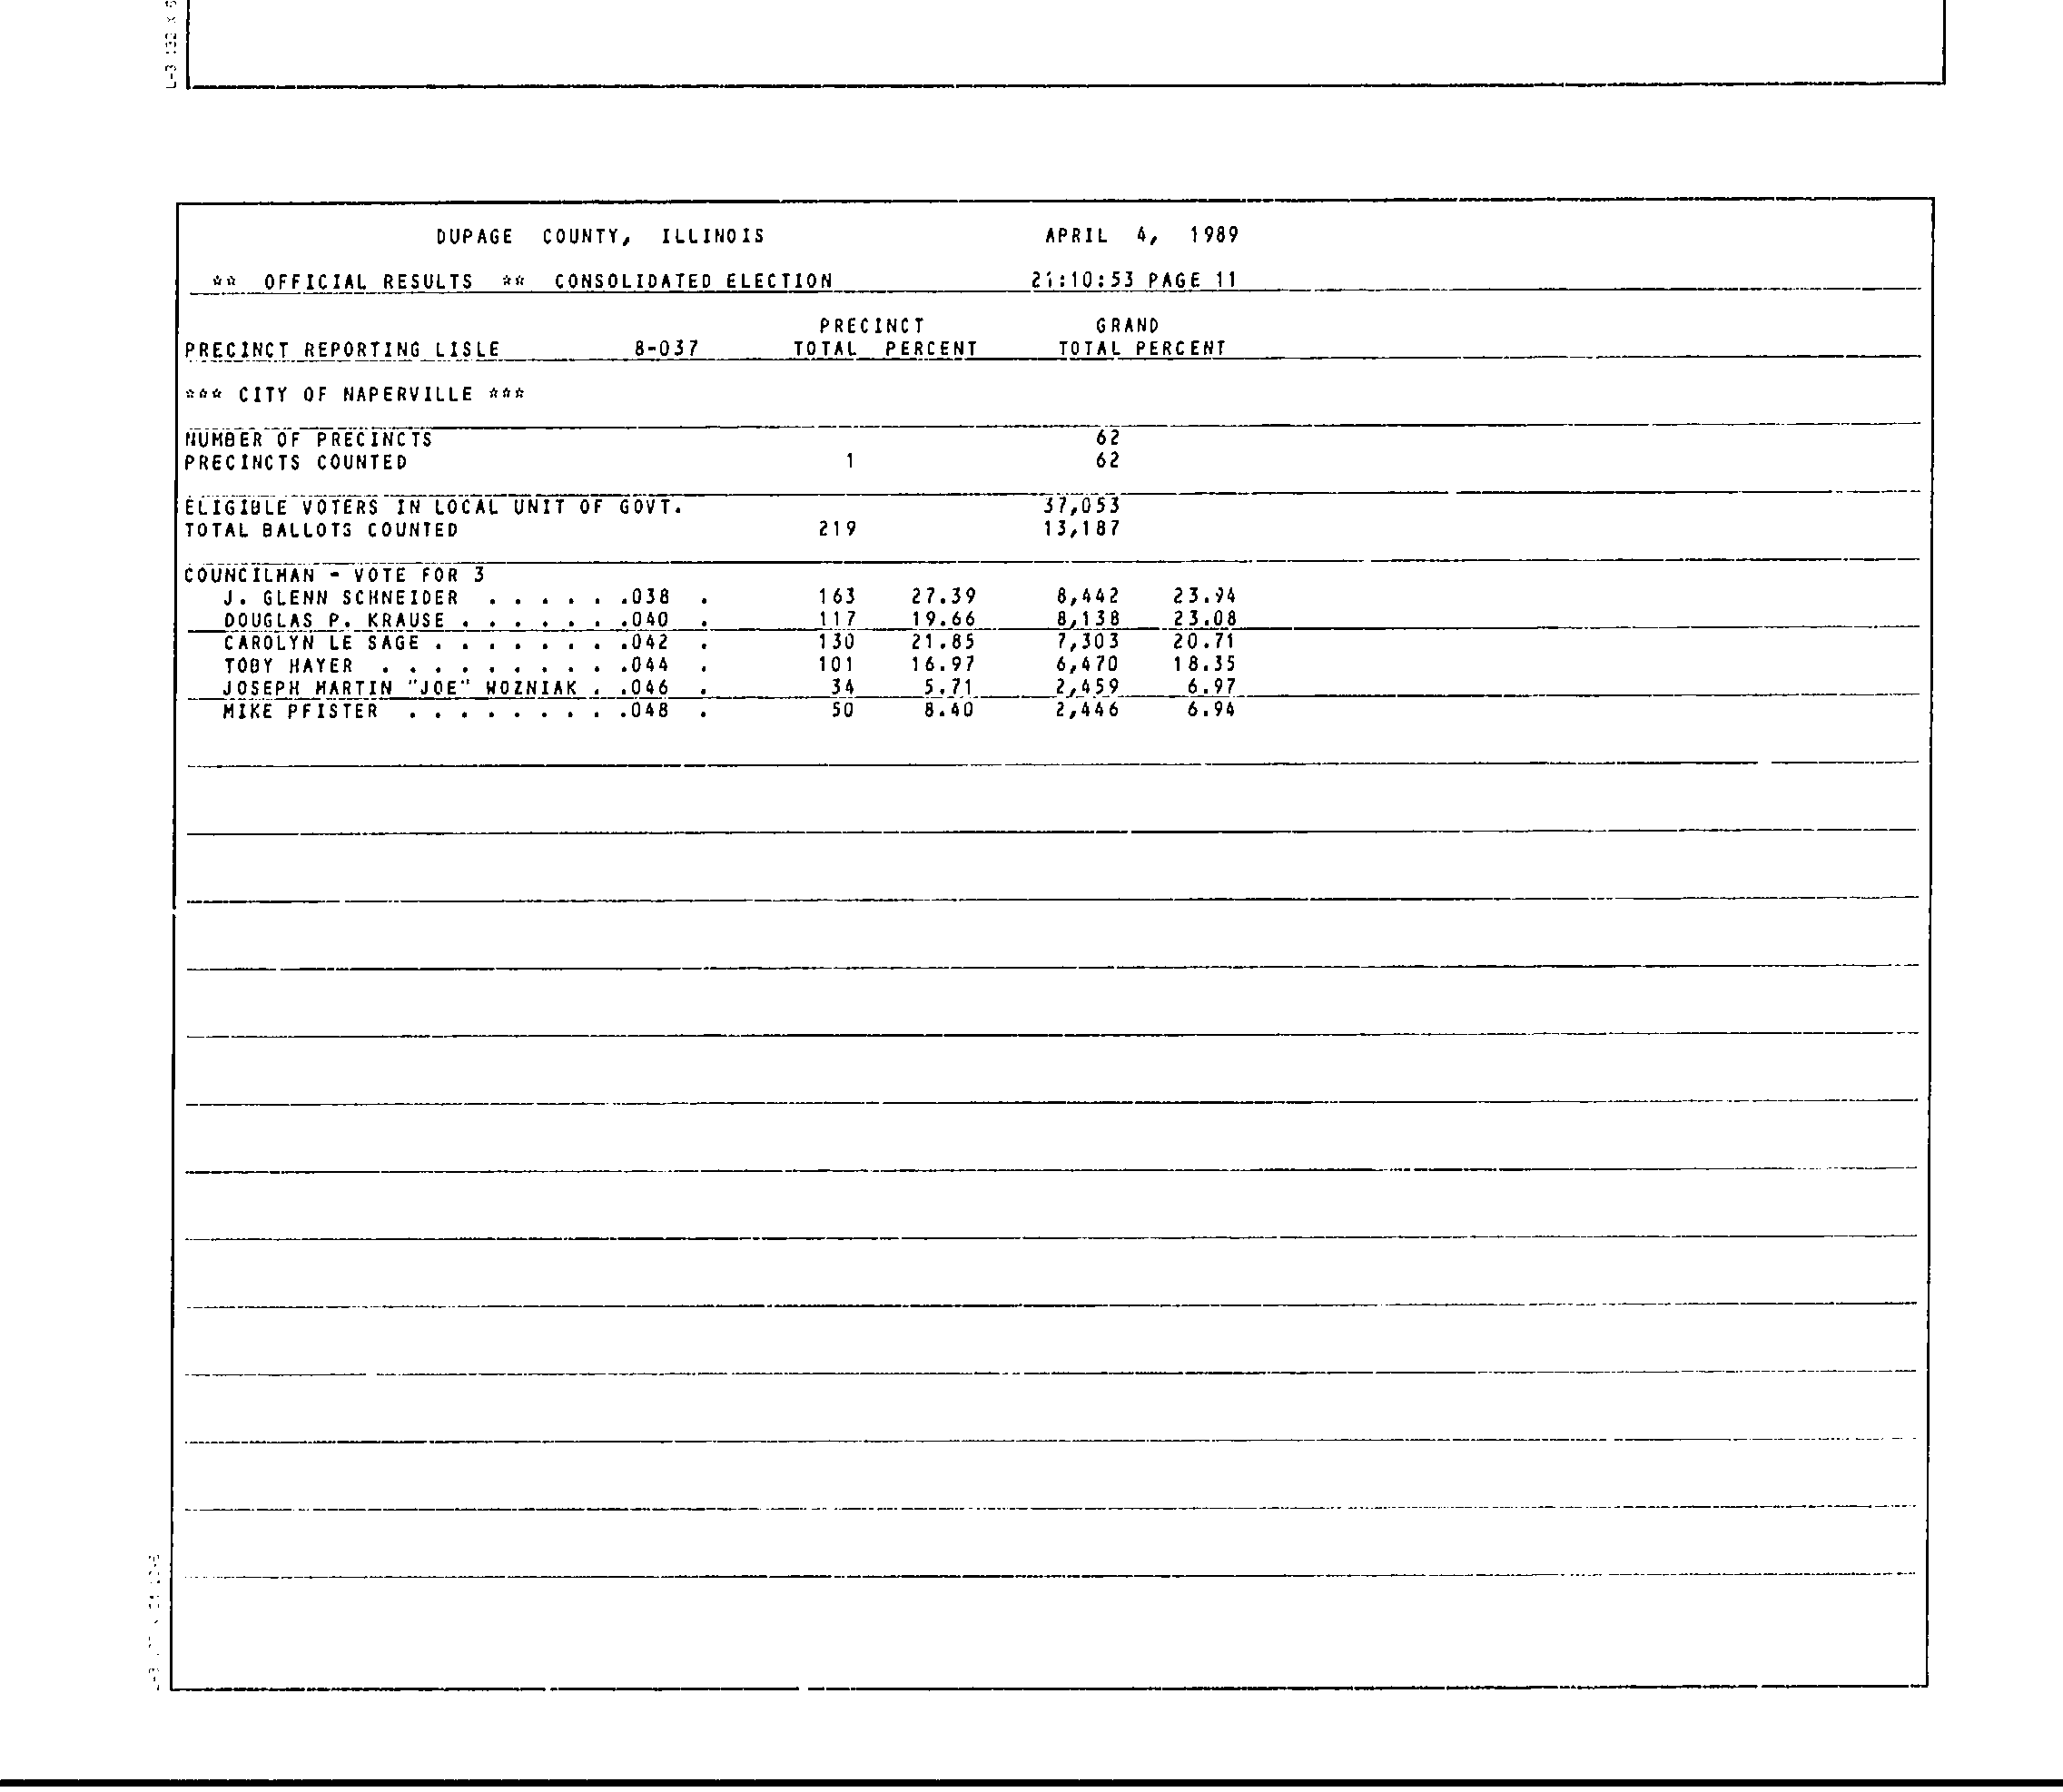 DUPAGE COUNTY, ILLINOIS APRIL 4, 1989
** OFFICIAL RESULTS ** CONSOLIDATED ELECTION 21:10:53 PAGE 11
PRECINCT GRAND
PRECINCT REPORTING LISLE 8-037 TOTAL PERCENT TOTAL PERCENT
*** CITY OF NAPERVILLE ***
NUMBER OF PRECINCTS 62
PRECINCTS COUNTED 1 62
ELIGIBLE VOTERS IN LOCAL UNIT OF GOVT. 37,053
TOTAL BALLOTS COUNTED 219 13,187
COUNCILMAN - VOTE FOR 3
J. GLENN SCHNEIDER . . . . . .038 . 163 27.39 8,442 23.94
DOUGLAS P. KRAUSE . . . . . . .040 . 117 19.66 8,138 23.08
CAROLYN LE SAGE . . . . . . . .042 . 130 21.85 7,303 20.71
TOBY HAYER . . . . . . . . . .044 . 101 16.97 6,470 18.35
JOSEPH MARTIN "JOE" WOZNIAK . .046 . 34 5.71 2,459 6.97
MIKE PFISTER . . . . . . . . .048 . 50 8.40 2,446 6.94